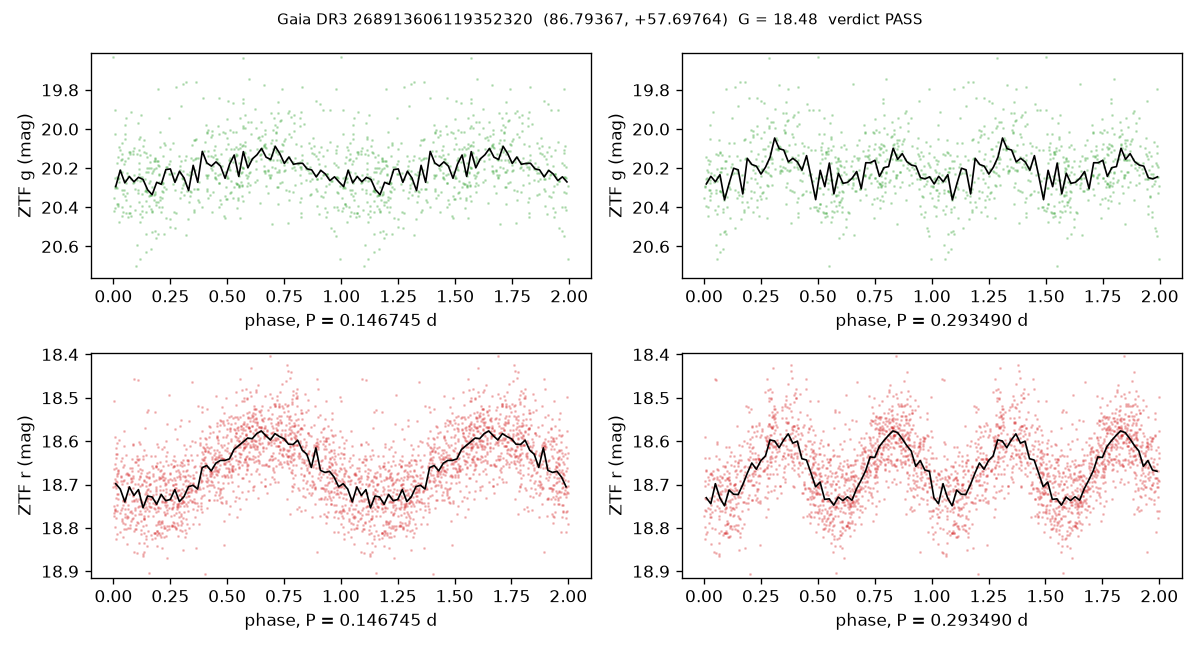 Gaia DR3 268913606119352320 (86.79367, +57.69764) G = 18.48 verdict PASS
ZTF g (mag)
19.8
20.0
20.2
20.4
20.6
0.00 0.25 0.50 0.75 1.00 1.25 1.50 1.75 2.00
phase, P = 0.146745 d
ZTF g (mag)
19.8
20.0
20.2
20.4
20.6
0.00 0.25 0.50 0.75 1.00 1.25 1.50 1.75 2.00
phase, P = 0.293490 d
ZTF r (mag)
18.4
18.5
18.6
18.7
18.8
18.9
0.00 0.25 0.50 0.75 1.00 1.25 1.50 1.75 2.00
phase, P = 0.146745 d
ZTF r (mag)
18.4
18.5
18.6
18.7
18.8
18.9
0.00 0.25 0.50 0.75 1.00 1.25 1.50 1.75 2.00
phase, P = 0.293490 d